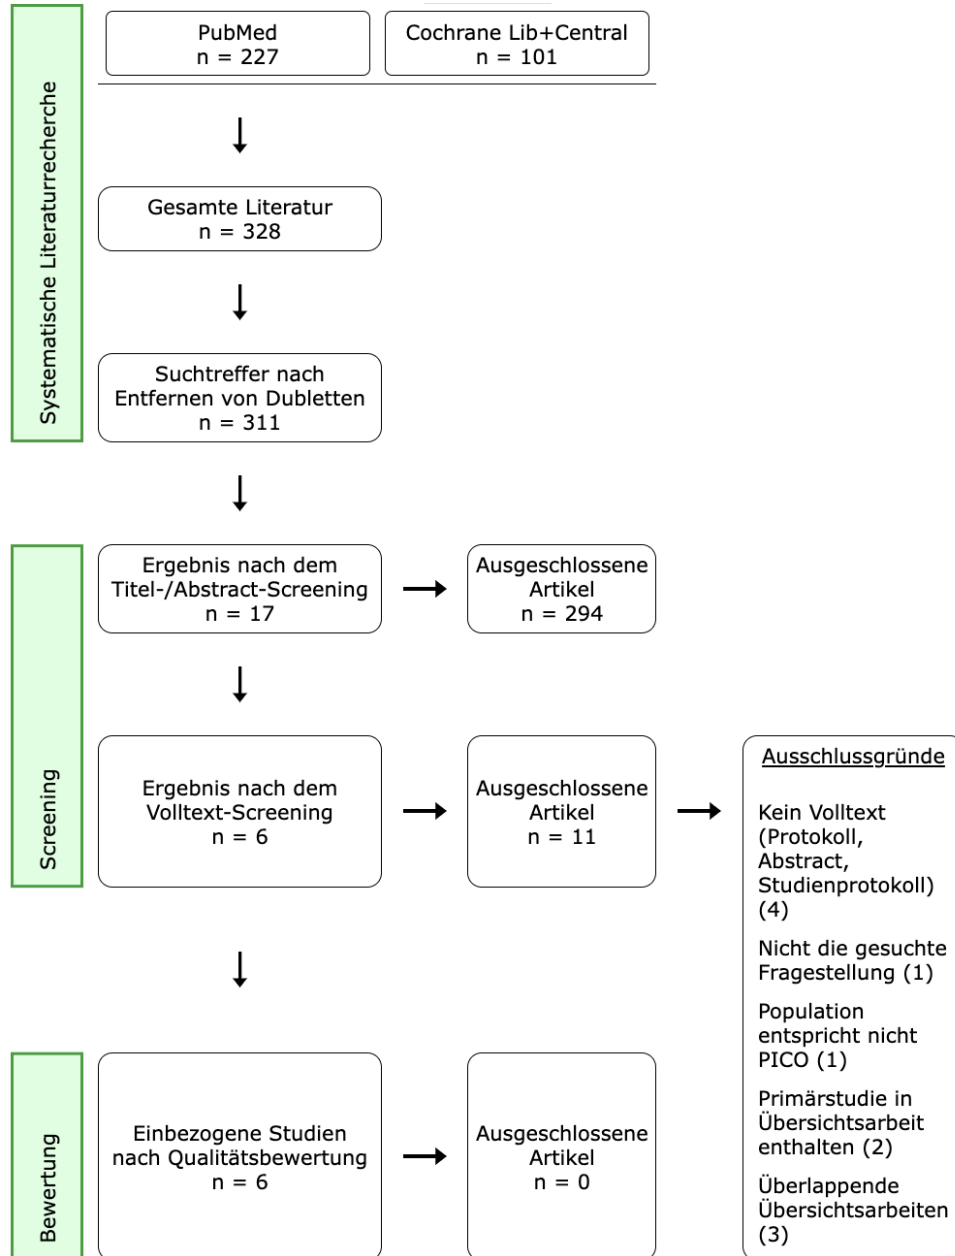 Systematische Literaturrecherche
PubMed
n = 227
Cochrane Lib+Central
n = 101
Gesamte Literatur
n = 328
Suchtreffer nach
Entfernen von Dubletten
n = 311
Screening
Ergebnis nach dem
Titel-/Abstract-Screening
n = 17
Ausgeschlossene
Artikel
n = 294
Ergebnis nach dem
Volltext-Screening
n = 6
Ausgeschlossene
Artikel
n = 11
Ausschlussgründe
Kein Volltext
(Protokoll,
Abstract,
Studienprotokoll)
(4)
Nicht die gesuchte
Fragestellung (1)
Population
entspricht nicht
PICO (1)
Primärstudie in
Übersichtsarbeit
enthalten (2)
Überlappende
Übersichtsarbeiten
(3)
Bewertung
Einbezogene Studien
nach Qualitätsbewertung
n = 6
Ausgeschlossene
Artikel
n = 0